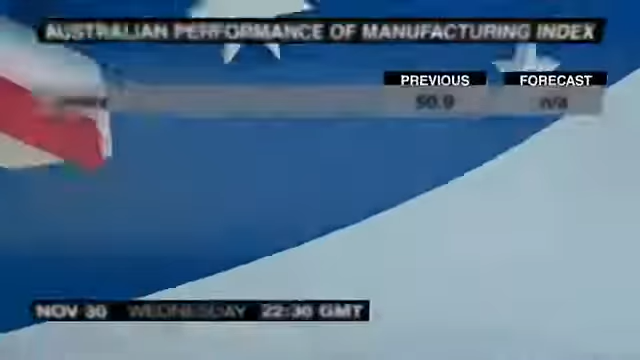 AUSTRALIAN PERFORMANCE OF MANUFACTURING INDEX
PREVIOUS FORECAST
50.9 n/a
NOV 30 WEDNESDAY 22:30 GMT